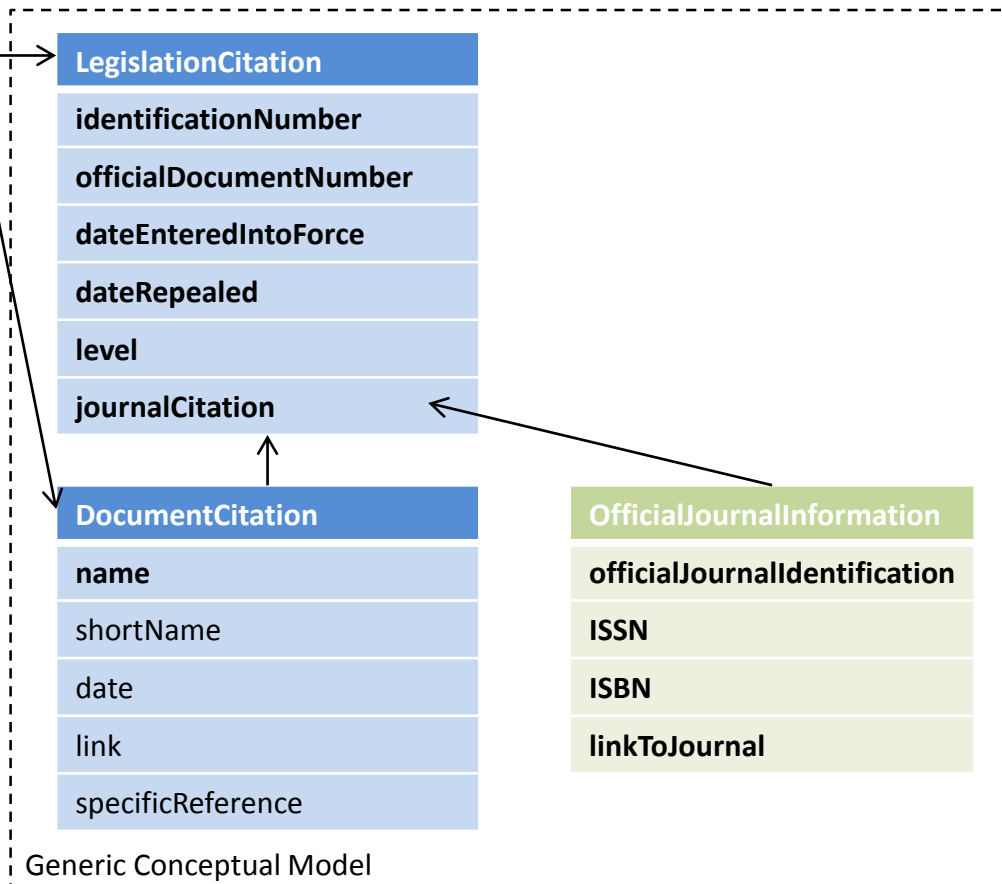 LegislationCitation
identificationNumber
officialDocumentNumber
dateEnteredIntoForce
dateRepealed
level
journalCitation
DocumentCitation
name
shortName
date
link
specificReference
OfficialJournalInformation
officialJournalIdentification
ISSN
ISBN
linkToJournal
Generic Conceptual Model